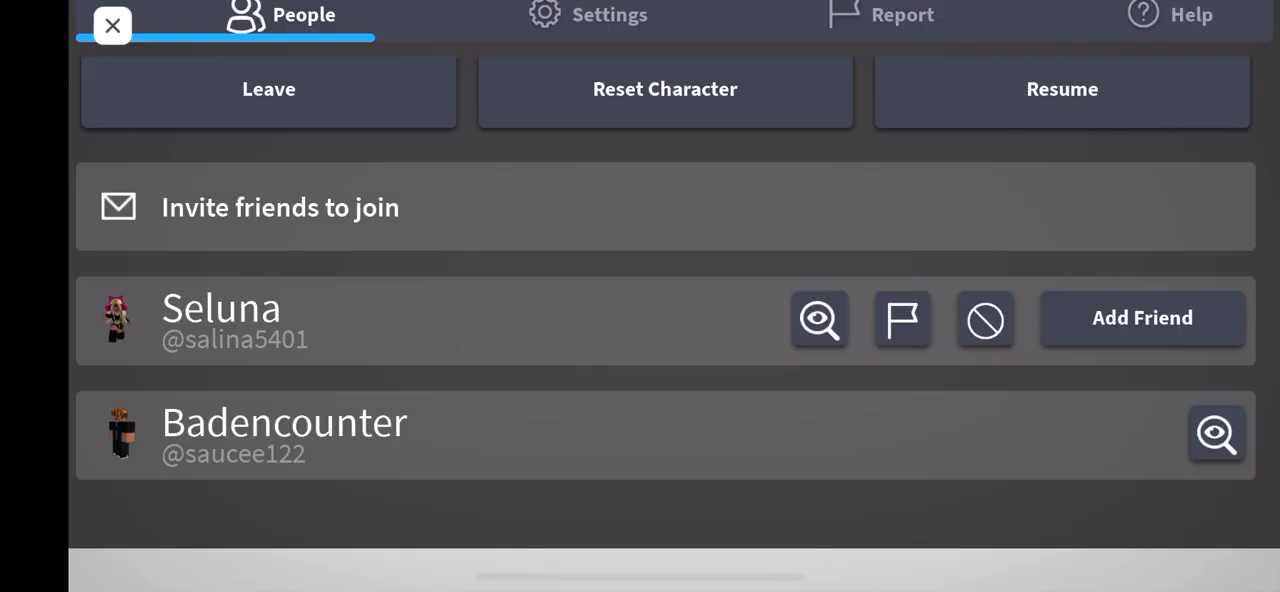 People Settings Report Help
Leave Reset Character Resume
Invite friends to join
Seluna
@salina5401
Add Friend
Badencounter
@saucee122